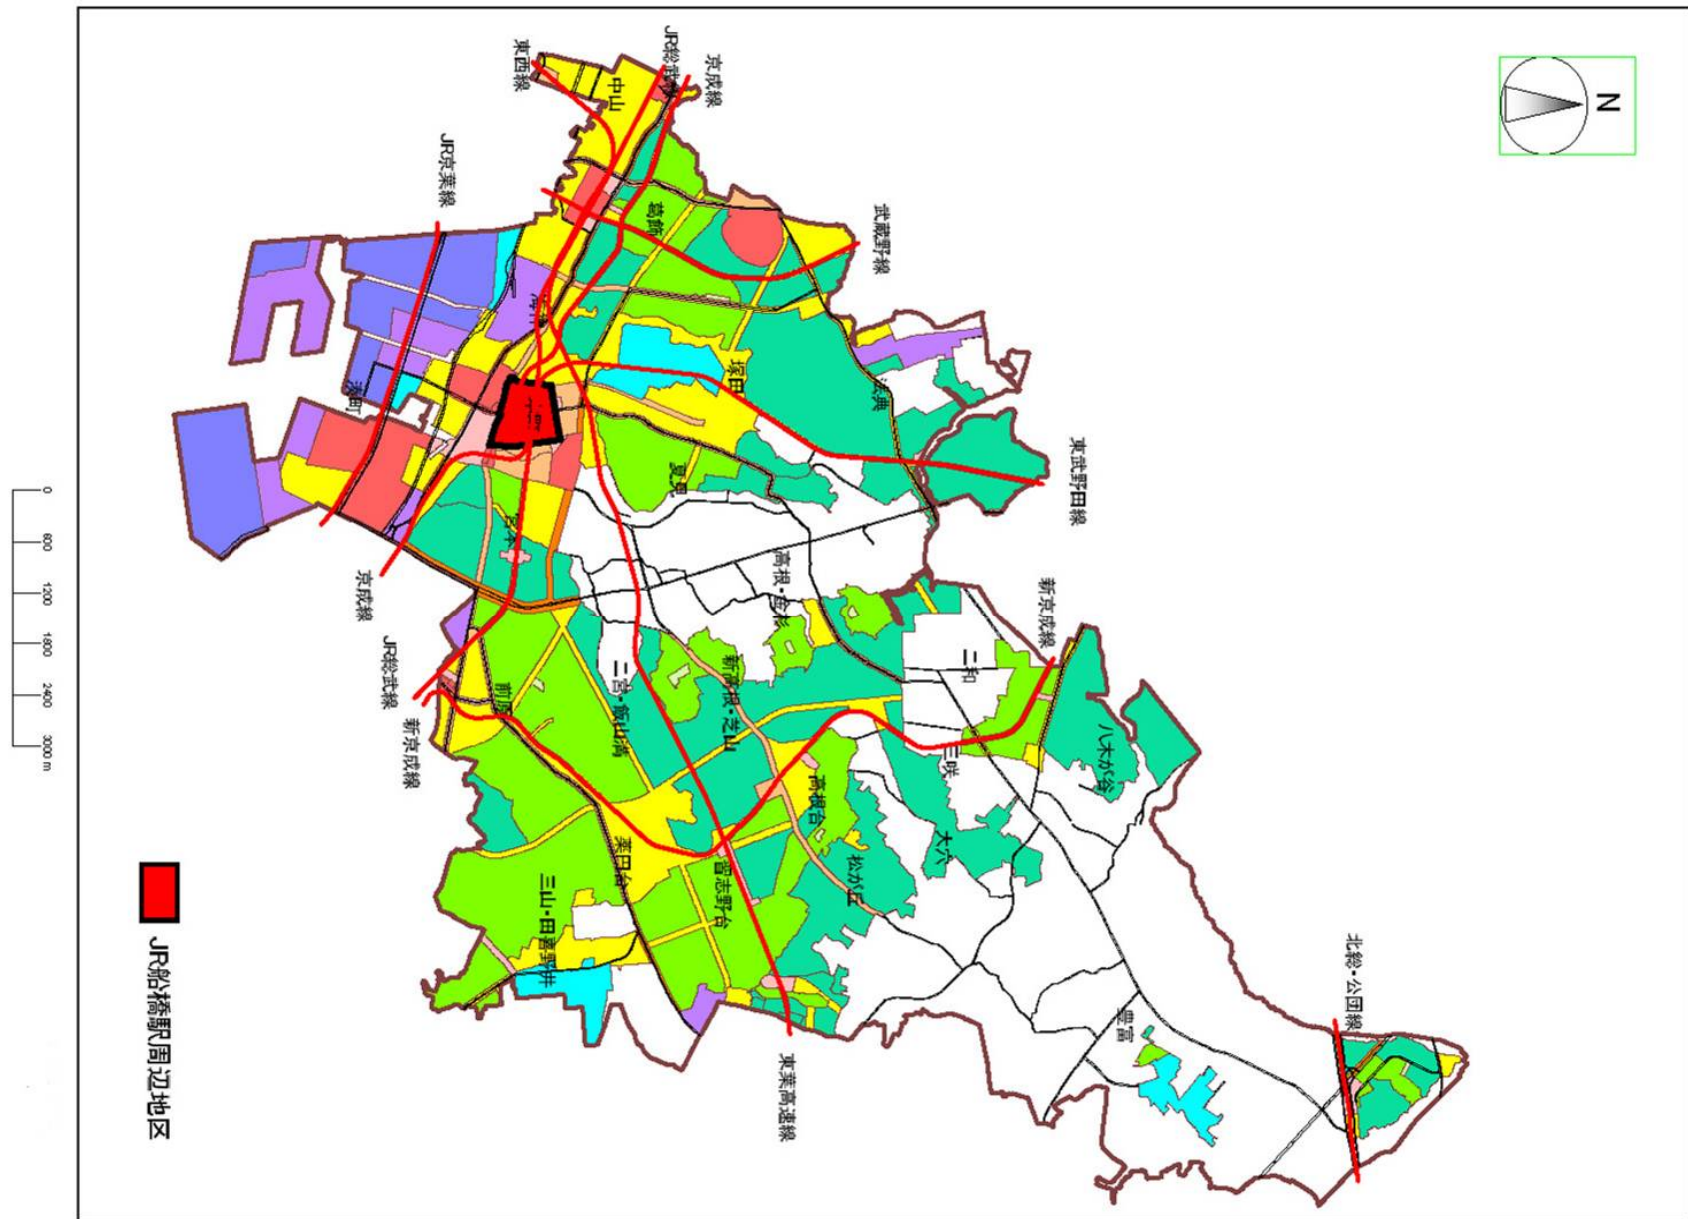 N
東西線
中山
JR総武線
京成線
JR京葉線
葛飾
武蔵野線
塚田
法典
湊町
夏見
東武野田線
宮本
高根・金杉
京成線
新京成線
二和
JR総武線
前原
二宮・飯山満
新高根・芝山
新京成線
三咲
八木が谷
高根台
大穴
薬円台
習志野台
松が丘
三山・田喜野井
北総・公団線
豊富
東葉高速線
0
600
1200
1800
2400
3000 m
JR船橋駅周辺地区